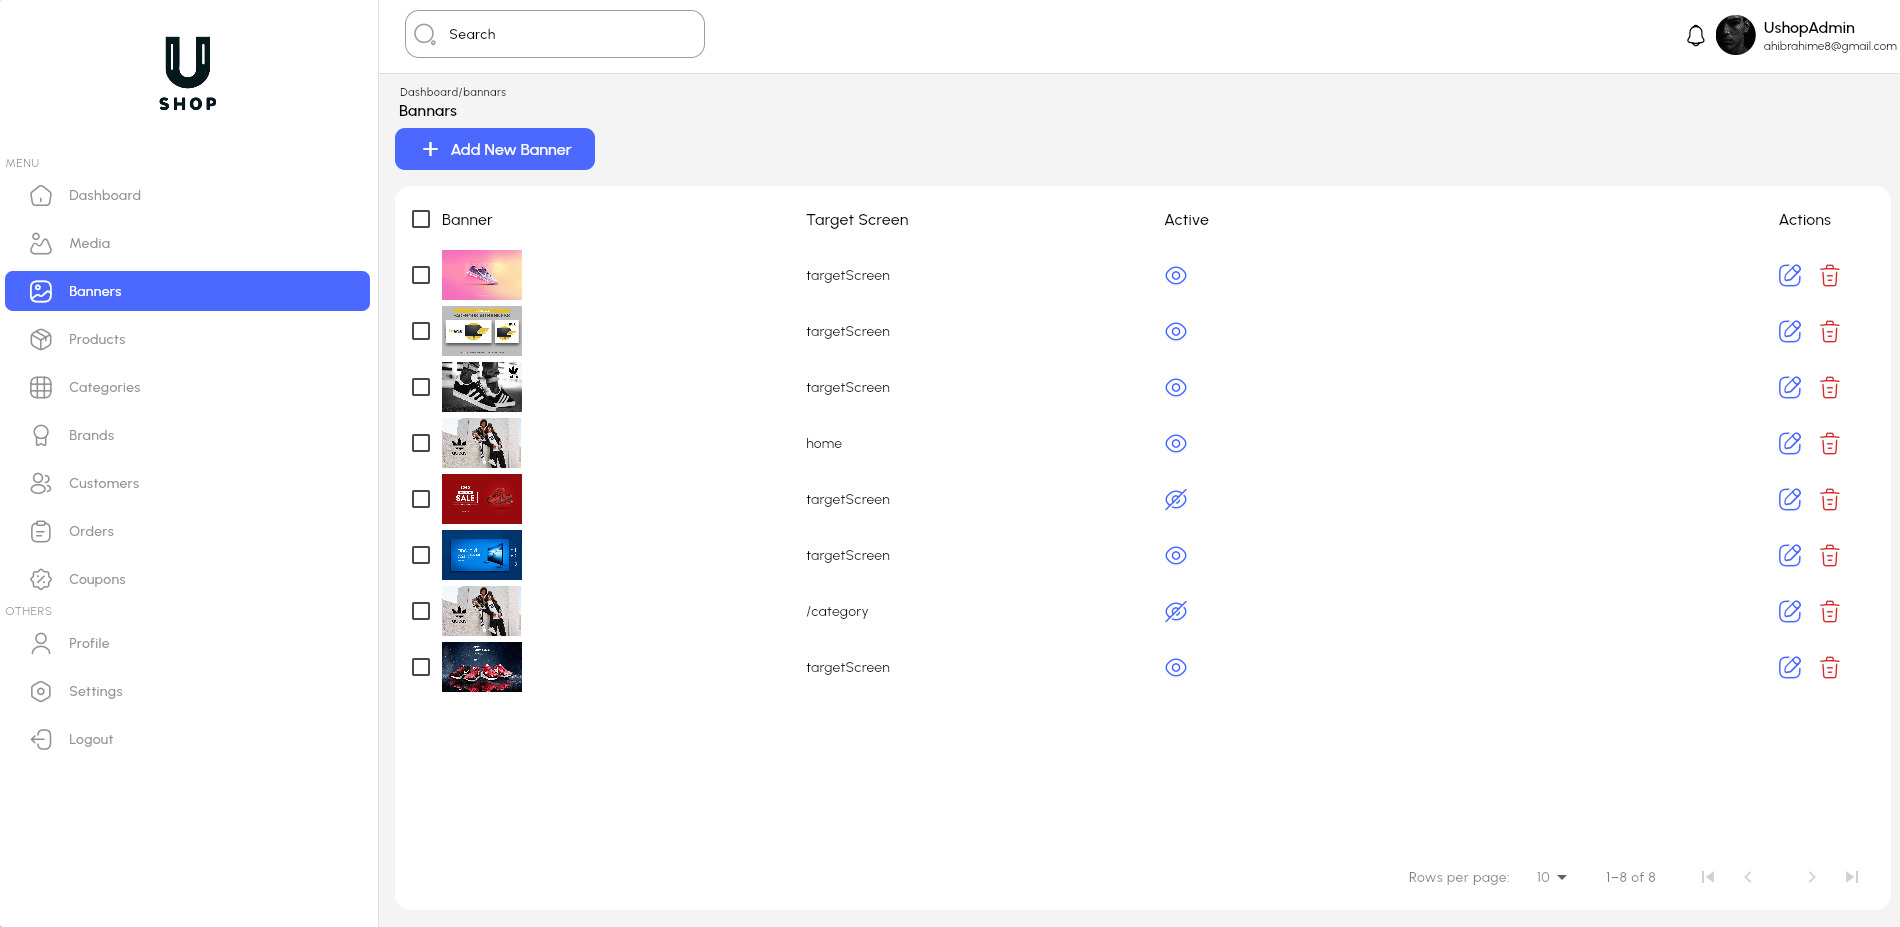 U
SHOP
Search
UshopAdmin
ahibrahime8@gmail.com
MENU
Dashboard
Media
Banners
Products
Categories
Brands
Customers
Orders
Coupons
OTHERS
Profile
Settings
Logout
Dashboard/bannars
Bannars
+ Add New Banner
Banner Target Screen Active Actions
targetScreen
targetScreen
targetScreen
home
SALE
targetScreen
targetScreen
/category
targetScreen
Rows per page: 10 1–8 of 8